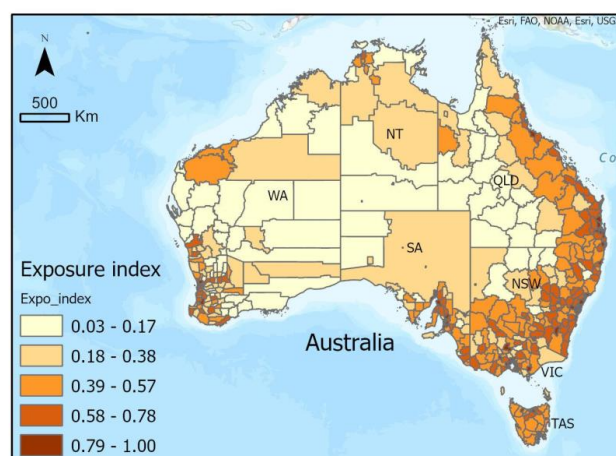 Esri, FAO, NOAA, Esri, USG
N
500
Km
NT
QLD
WA
SA
NSW
Australia
VIC
TAS
Exposure index
Expo_index
0.03 - 0.17
0.18 - 0.38
0.39 - 0.57
0.58 - 0.78
0.79 - 1.00
C o